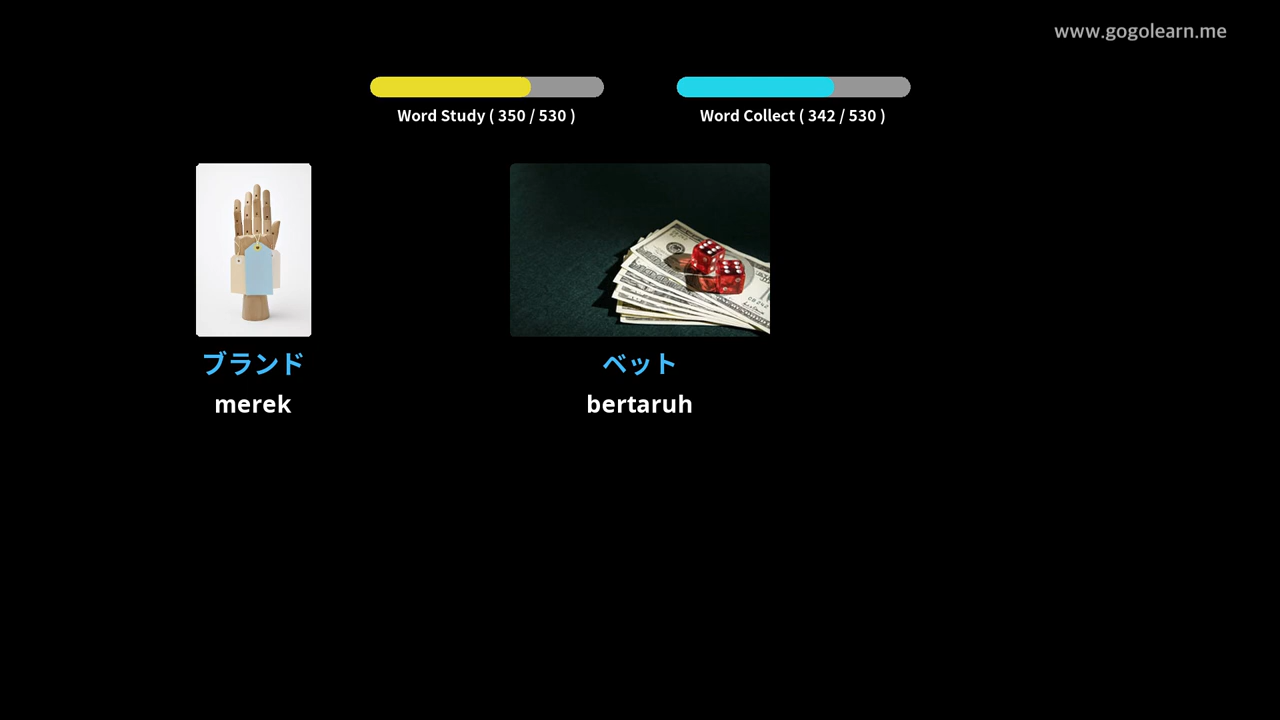 www.gogolearn.me
Word Study ( 350 / 530 )
Word Collect ( 342 / 530 )
ブランド
merek
ベット
bertaruh